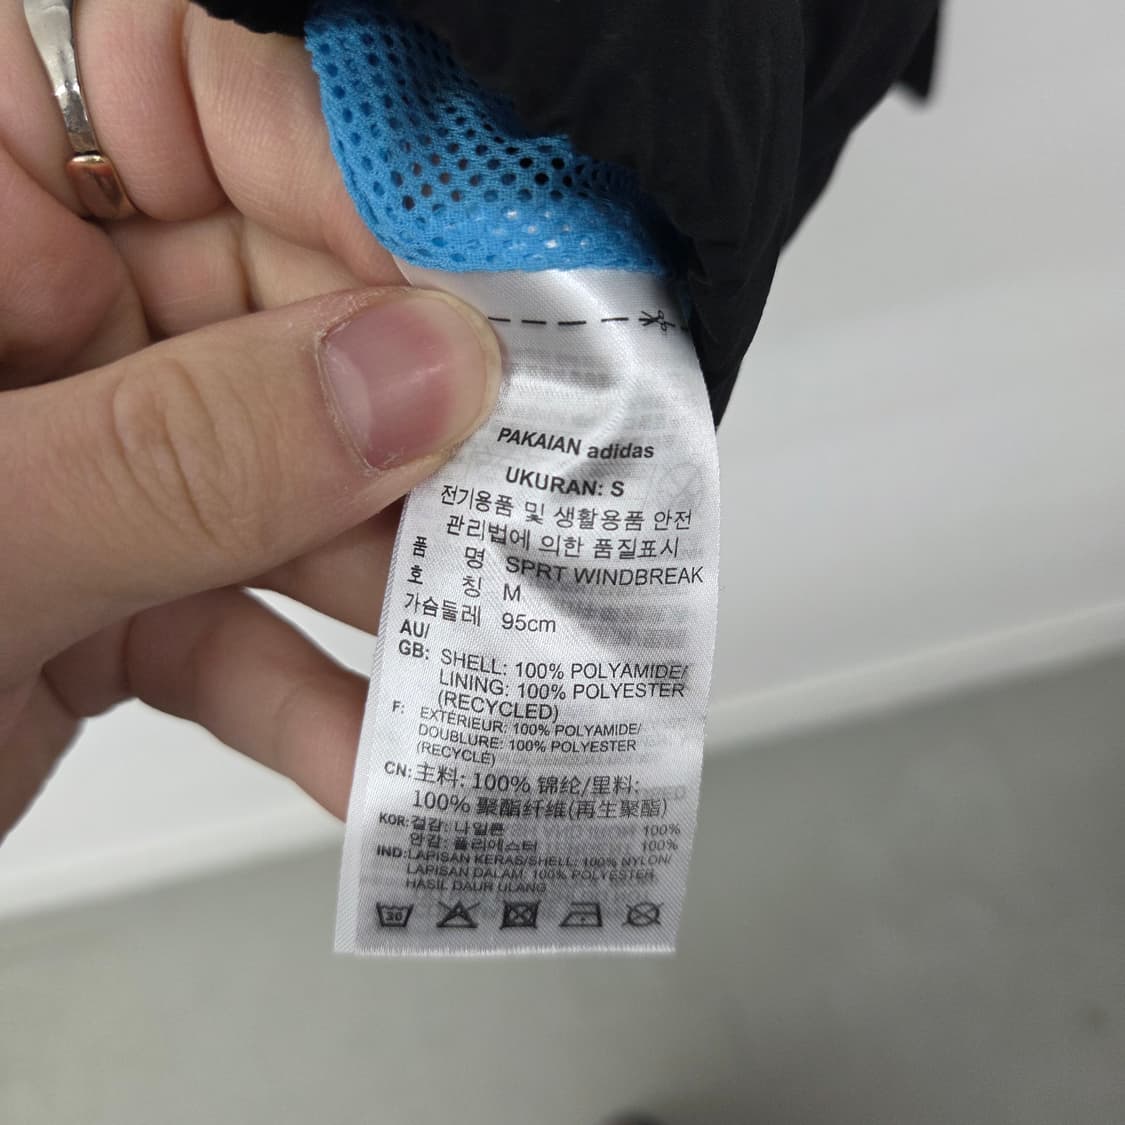 PAKAIAN adidas
UKURAN: S
전기용품 및 생활용품 안전
관리법에 의한 품질표시
품 명 SPRT WINDBREAK
호 칭 M
가슴둘레 95cm
AU/
GB: SHELL: 100% POLYAMIDE/
LINING: 100% POLYESTER
(RECYCLED)
F: EXTÉRIEUR: 100% POLYAMIDE/
DOUBLURE: 100% POLYESTER
(RECYCLÉ)
CN: 主料: 100% 锦纶/里料:
100% 聚酯纤维(再生聚酯)
KOR: 겉감: 나일론 100%
안감: 폴리에스터 100%
IND: LAPISAN KERAS/SHELL: 100% NYLON/
LAPISAN DALAM: 100% POLYESTER
HASIL DAUR ULANG
30